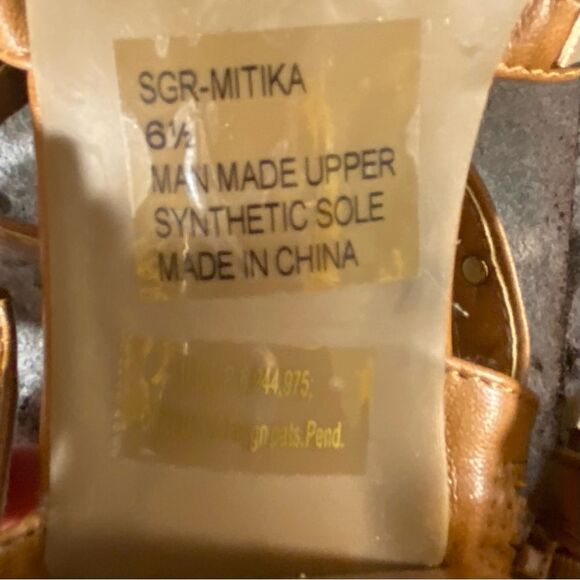 SGR-MITIKA
6½
MAN MADE UPPER
SYNTHETIC SOLE
MADE IN CHINA
944,975;
pats.Pend.